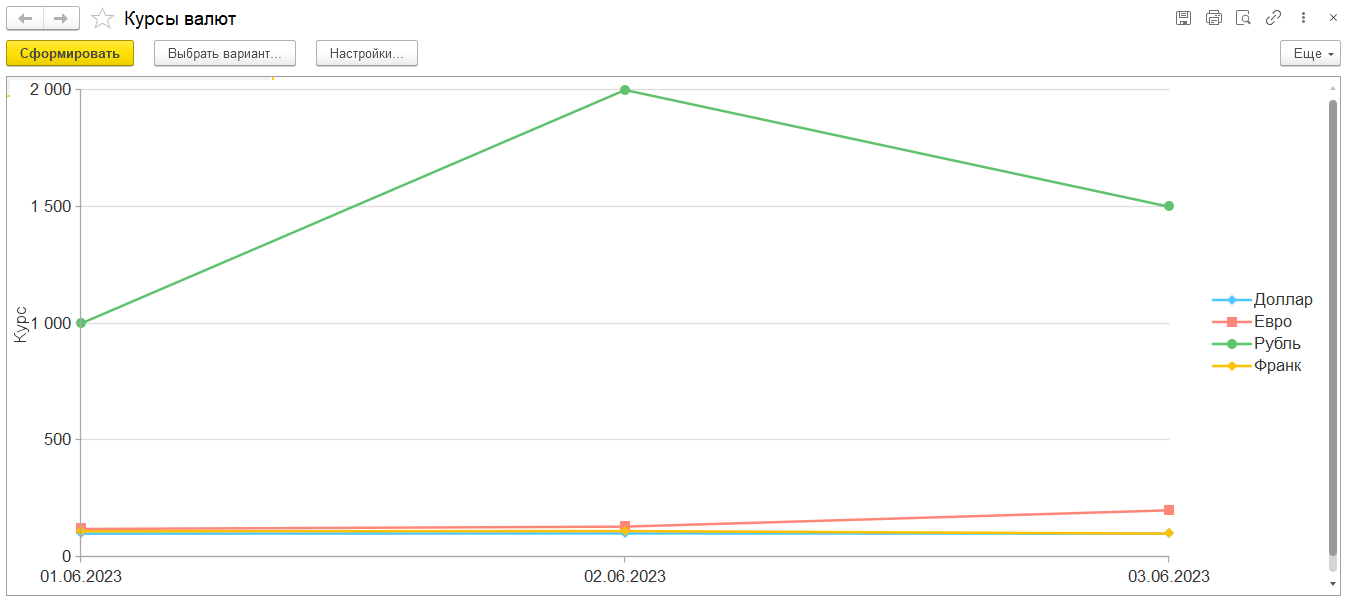 Курсы валют
Сформировать
Выбрать вариант...
Настройки...
Еще
2 000
1 500
1 000
500
0
Курс
01.06.2023
02.06.2023
03.06.2023
Доллар
Евро
Рубль
Франк